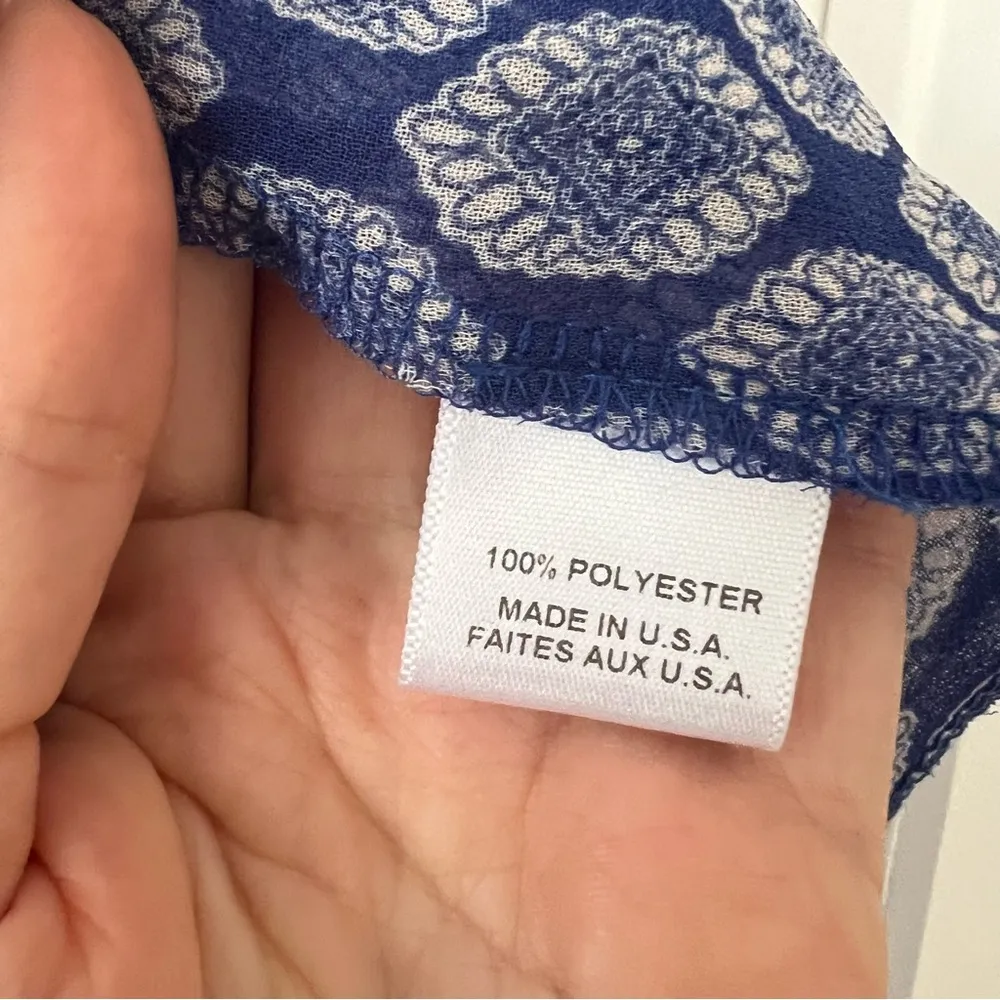 100% POLYESTER
MADE IN U.S.A.
FAITES AUX U.S.A.